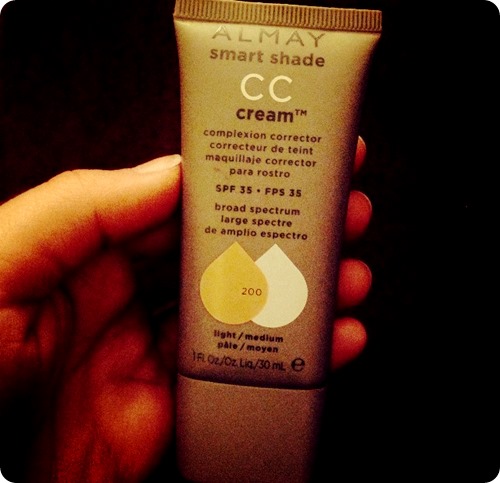 ALMAY
smart shade
CC
cream™
complexion corrector
correcteur de teint
maquillaje corrector
para rostro
SPF 35 • FPS 35
broad spectrum
large spectre
de amplio espectro
200
light/medium
pâle/moyen
1 Fl. Oz./Oz. Liq./30 mL e